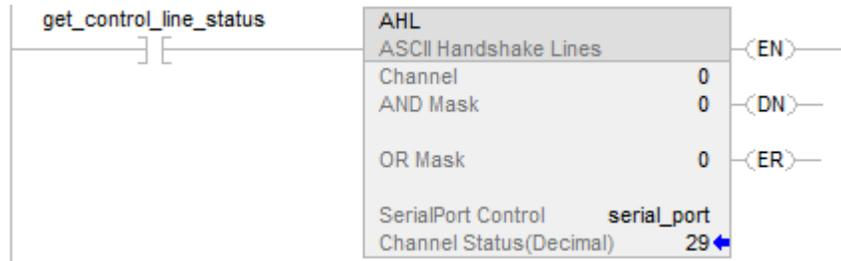 get_control_line_status
AHL
ASCII Handshake Lines
EN
Channel 0
AND Mask 0
DN
OR Mask 0
ER
SerialPort Control serial_port
Channel Status(Decimal) 29